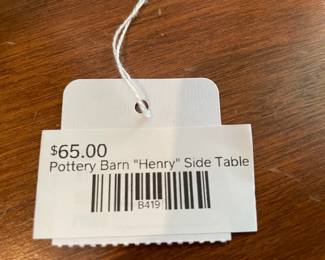 $65.00
Pottery Barn "Henry" Side Table
B419